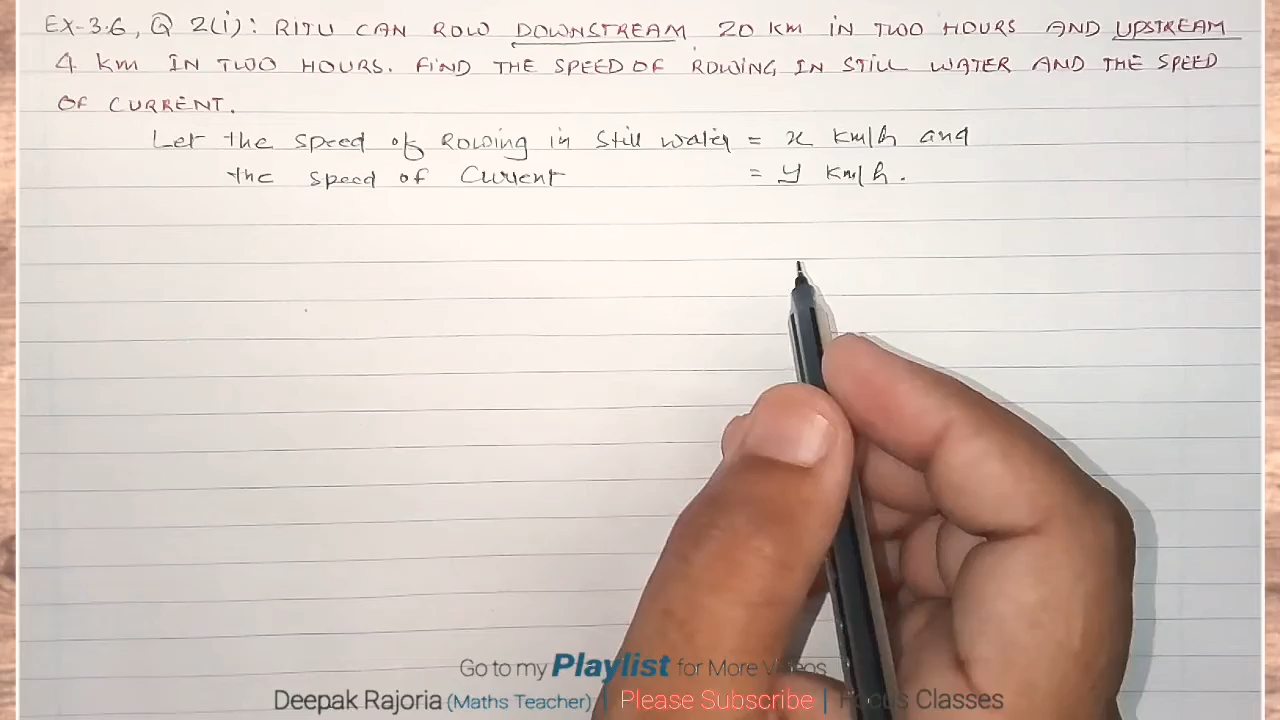 EX-3.6, Q 2(i): RITU CAN ROW DOWNSTREAM 20 KM IN TWO HOURS AND UPSTREAM
4 KM IN TWO HOURS. FIND THE SPEED OF ROWING IN STILL WATER AND THE SPEED
OF CURRENT.
Let the speed of Rowing in still water = x km/h and
the speed of current = y km/h.
Go to my Playlist for More Videos
Deepak Rajoria (Maths Teacher) | Please Subscribe | Focus Classes